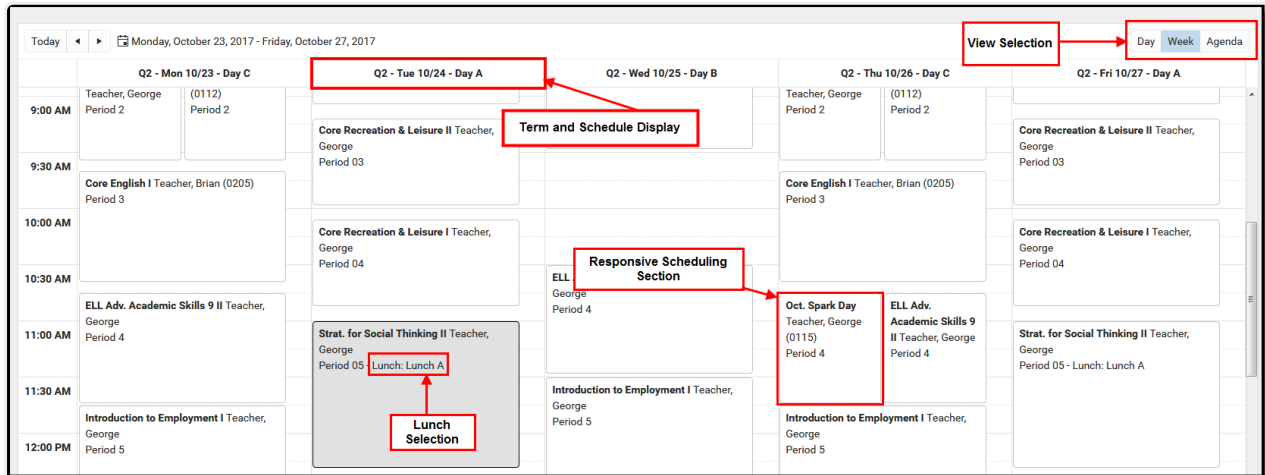 Today
Monday, October 23, 2017 - Friday, October 27, 2017
View Selection
Day Week Agenda
Q2 - Mon 10/23 - Day C
Q2 - Tue 10/24 - Day A
Q2 - Wed 10/25 - Day B
Q2 - Thu 10/26 - Day C
Q2 - Fri 10/27 - Day A
9:00 AM
9:30 AM
10:00 AM
10:30 AM
11:00 AM
11:30 AM
12:00 PM
Teacher, George
Period 2
(0112)
Period 2
Core English I Teacher, Brian (0205)
Period 3
ELL Adv. Academic Skills 9 II Teacher,
George
Period 4
Introduction to Employment I Teacher,
George
Period 5
Core Recreation & Leisure II Teacher,
George
Period 03
Core Recreation & Leisure I Teacher,
George
Period 04
Strat. for Social Thinking II Teacher,
George
Period 05 - Lunch: Lunch A
Lunch
Selection
Term and Schedule Display
Responsive Scheduling
Section
ELL
George
Period 4
Introduction to Employment I Teacher,
George
Period 5
Teacher, George
Period 2
(0112)
Period 2
Core English I Teacher, Brian (0205)
Period 3
Oct. Spark Day
Teacher, George
(0115)
Period 4
ELL Adv.
Academic Skills 9
II Teacher, George
Period 4
Introduction to Employment I Teacher,
George
Period 5
Core Recreation & Leisure II Teacher,
George
Period 03
Core Recreation & Leisure I Teacher,
George
Period 04
Strat. for Social Thinking II Teacher,
George
Period 05 - Lunch: Lunch A